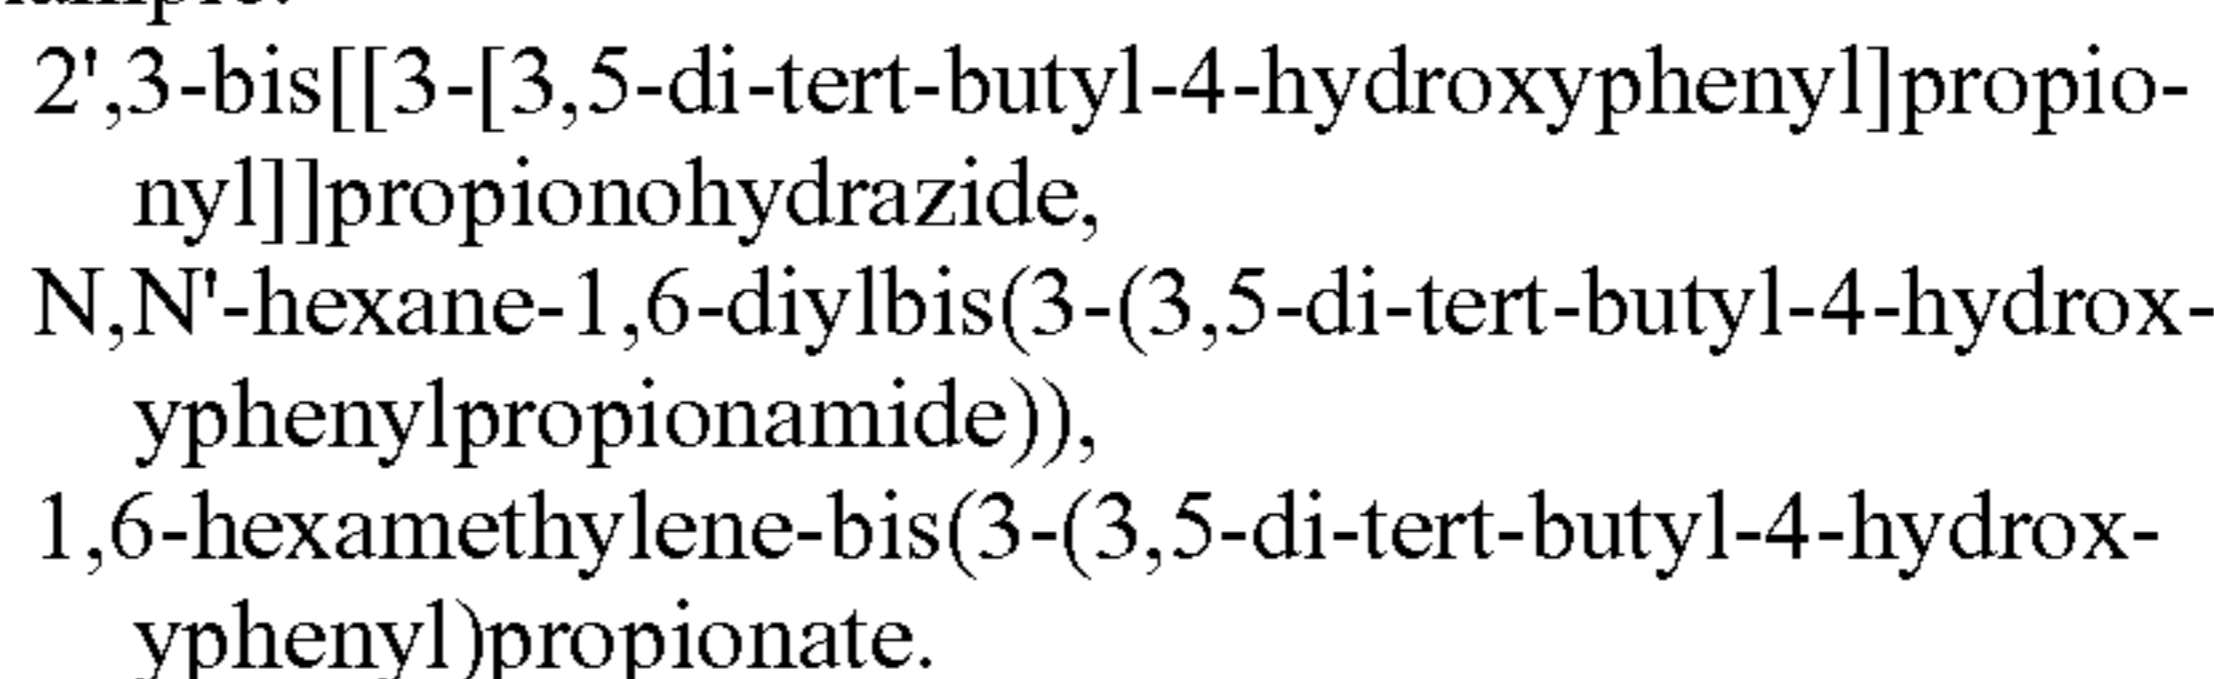 2',3-bis[[3-[3,5-di-tert-butyl-4-hydroxyphenyl]propio-
nyl]]propionohydrazide,
N,N'-hexane-1,6-diylbis(3-(3,5-di-tert-butyl-4-hydrox-
yphenylpropionamide)),
1,6-hexamethylene-bis(3-(3,5-di-tert-butyl-4-hydrox-
yphenyl)propionate.